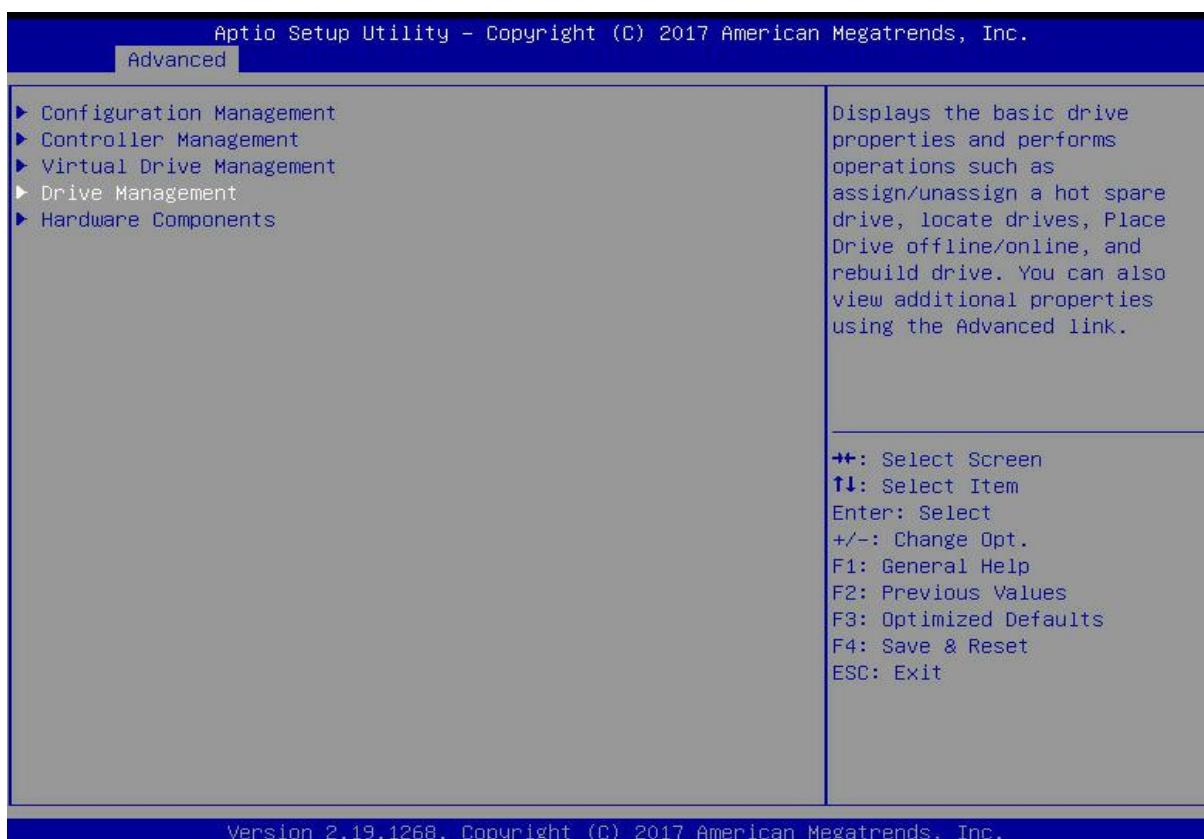 Aptio Setup Utility – Copyright (C) 2017 American Megatrends, Inc.
Advanced
▶ Configuration Management
▶ Controller Management
▶ Virtual Drive Management
▶ Drive Management
▶ Hardware Components
Displays the basic drive
properties and performs
operations such as
assign/unassign a hot spare
drive, locate drives, Place
Drive offline/online, and
rebuild drive. You can also
view additional properties
using the Advanced link.
→←: Select Screen
↑↓: Select Item
Enter: Select
+/-: Change Opt.
F1: General Help
F2: Previous Values
F3: Optimized Defaults
F4: Save & Reset
ESC: Exit
Version 2.19.1268. Copyright (C) 2017 American Megatrends, Inc.